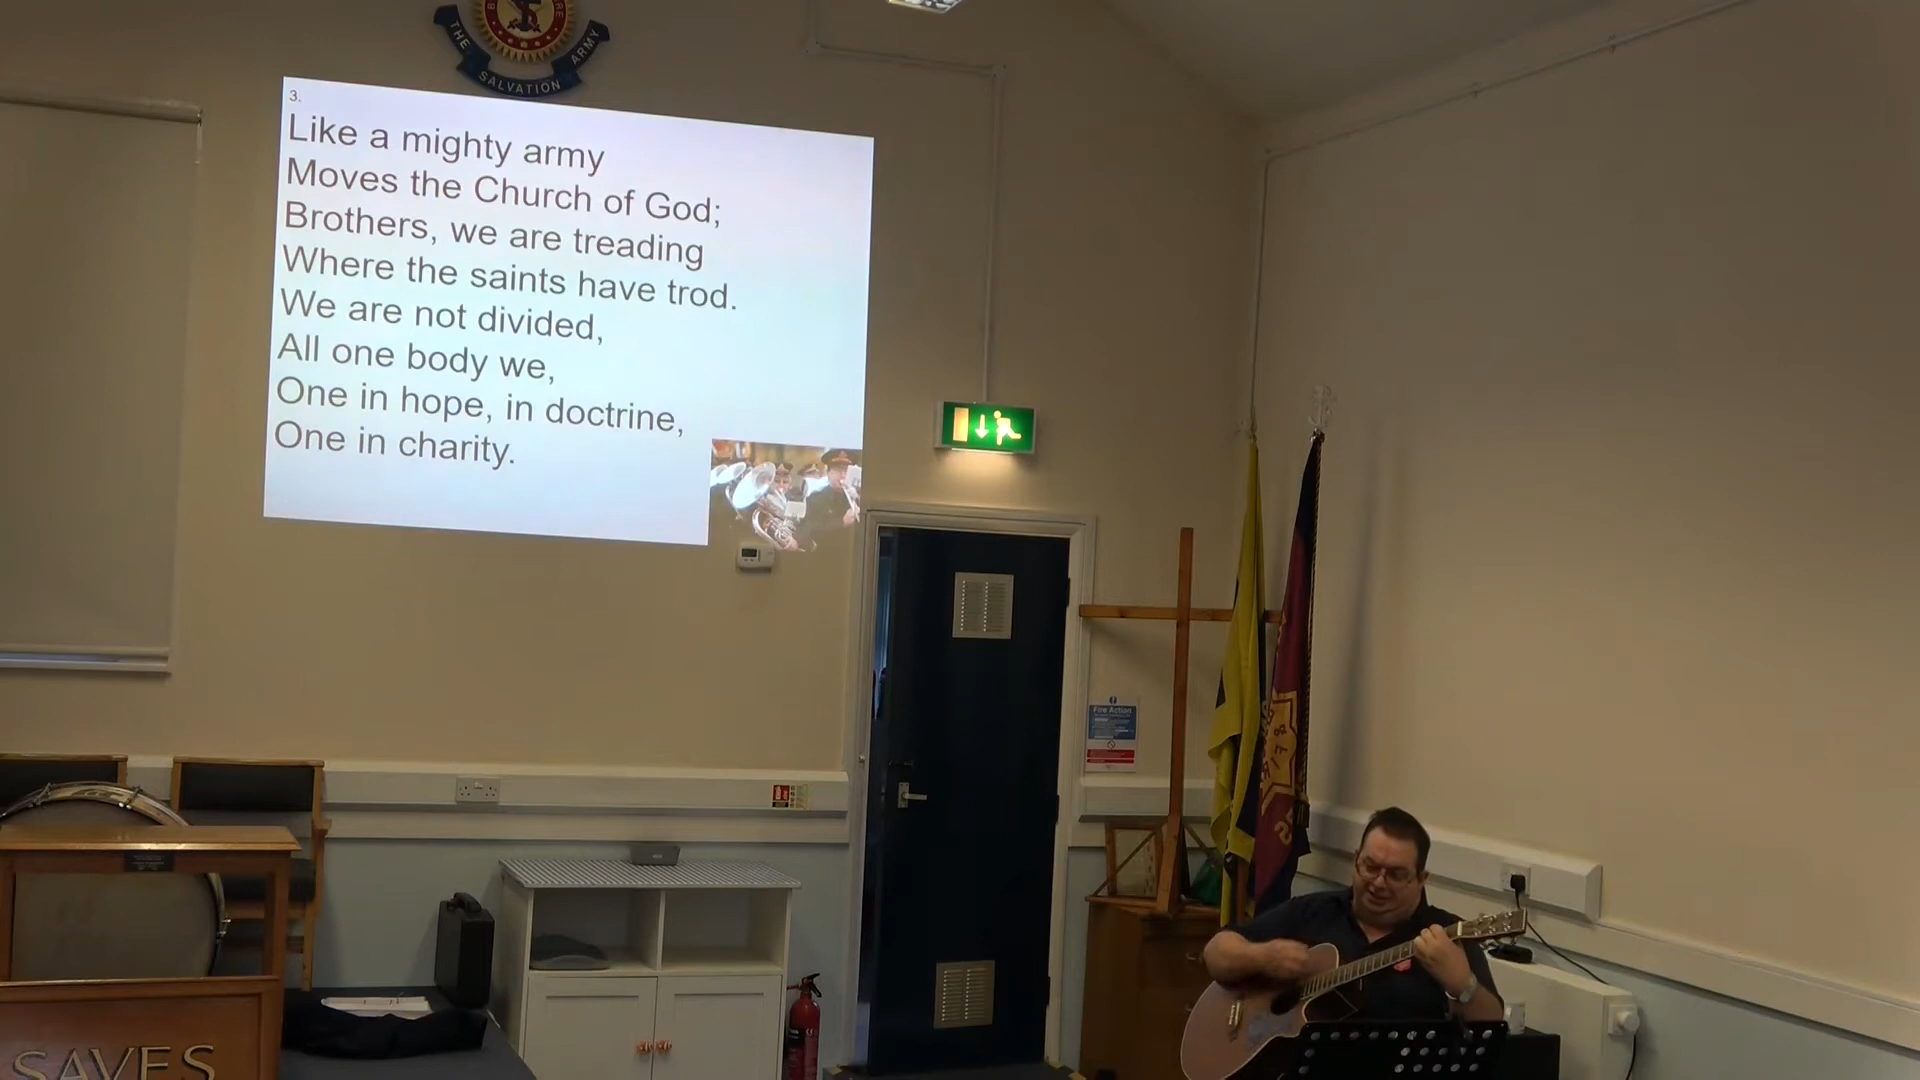 THE SALVATION ARMY
3.
Like a mighty army
Moves the Church of God;
Brothers, we are treading
Where the saints have trod.
We are not divided,
All one body we,
One in hope, in doctrine,
One in charity.
Fire Action
SAVES